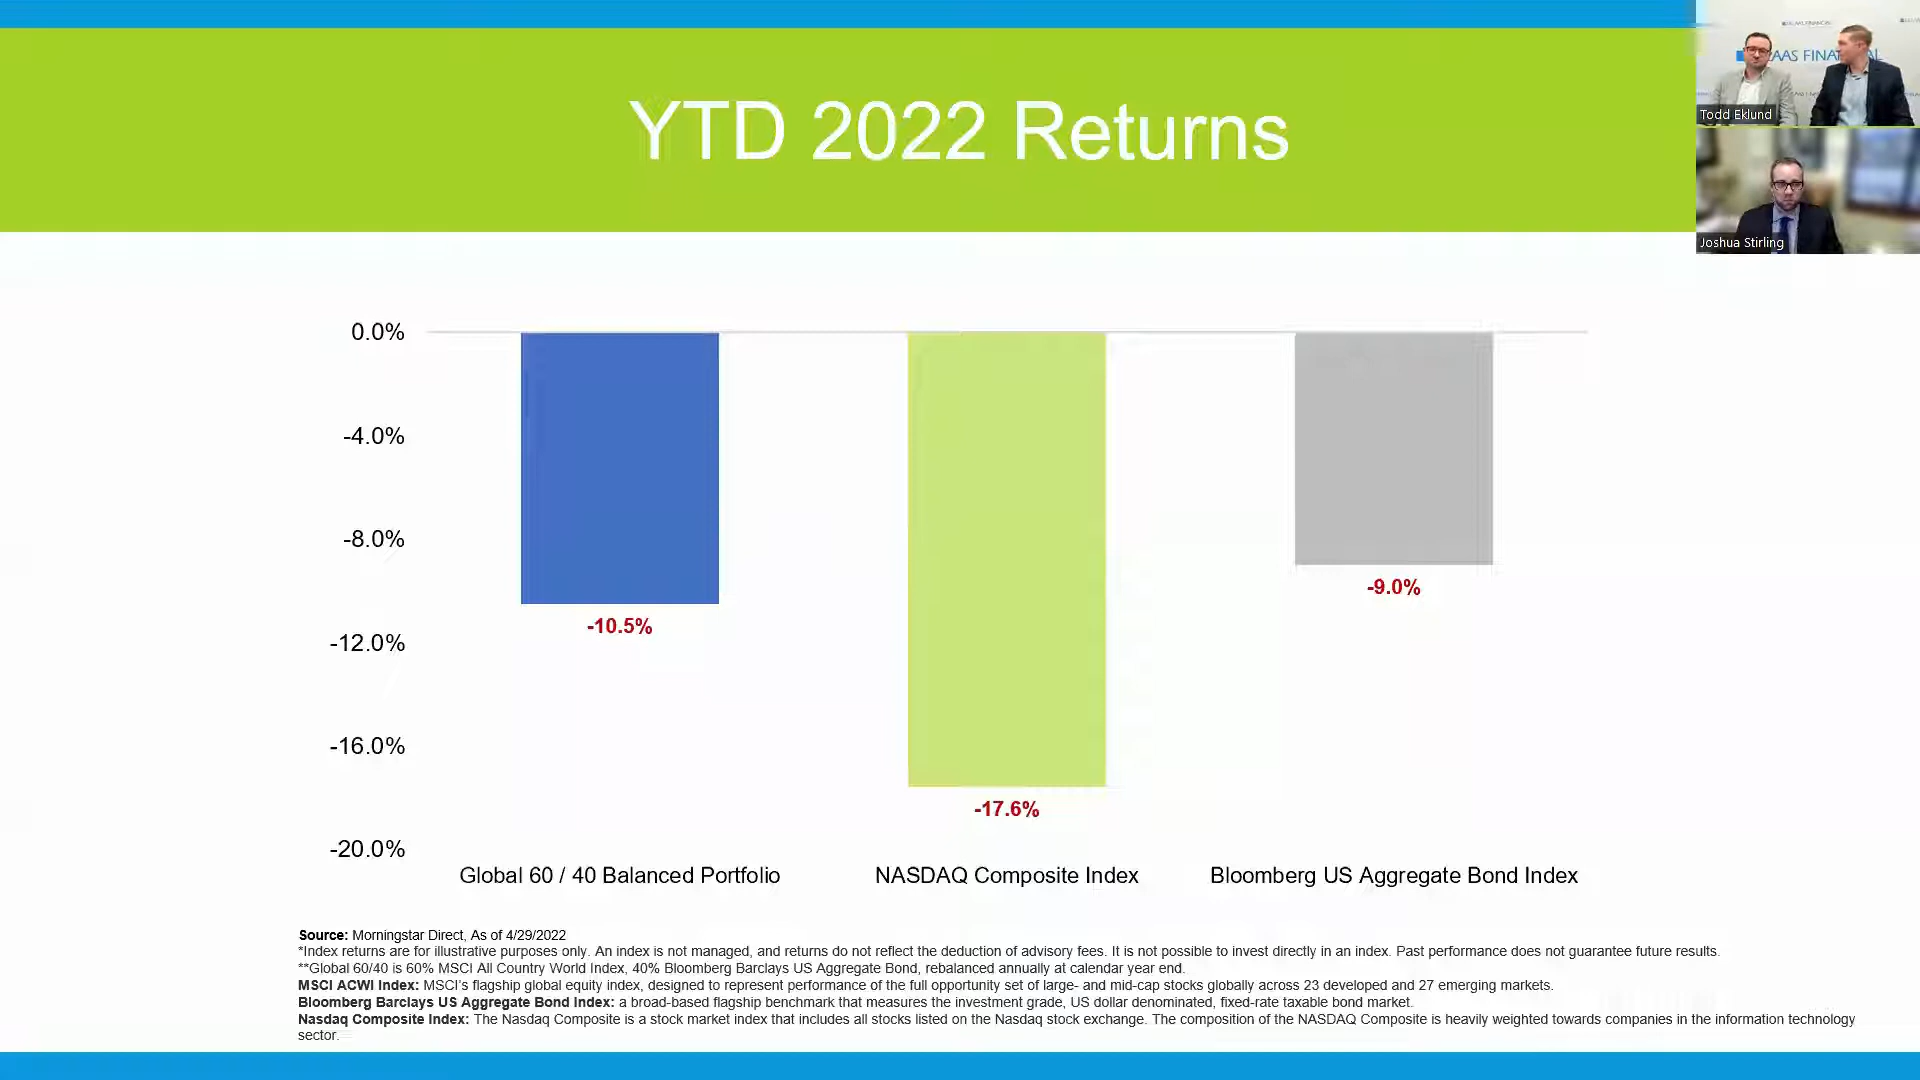 YTD 2022 Returns
AAS FINA
AL
Todd Eklund
Joshua Stirling
0.0%
-4.0%
-8.0%
-12.0%
-16.0%
-20.0%
-10.5%
-17.6%
-9.0%
Global 60 / 40 Balanced Portfolio
NASDAQ Composite Index
Bloomberg US Aggregate Bond Index
Source: Morningstar Direct, As of 4/29/2022
*Index returns are for illustrative purposes only. An index is not managed, and returns do not reflect the deduction of advisory fees. It is not possible to invest directly in an index. Past performance does not guarantee future results.
**Global 60/40 is 60% MSCI All Country World Index, 40% Bloomberg Barclays US Aggregate Bond, rebalanced annually at calendar year end.
MSCI ACWI Index: MSCI's flagship global equity index, designed to represent performance of the full opportunity set of large- and mid-cap stocks globally across 23 developed and 27 emerging markets.
Bloomberg Barclays US Aggregate Bond Index: a broad-based flagship benchmark that measures the investment grade, US dollar denominated, fixed-rate taxable bond market.
Nasdaq Composite Index: The Nasdaq Composite is a stock market index that includes all stocks listed on the Nasdaq stock exchange. The composition of the NASDAQ Composite is heavily weighted towards companies in the information technology
sector.